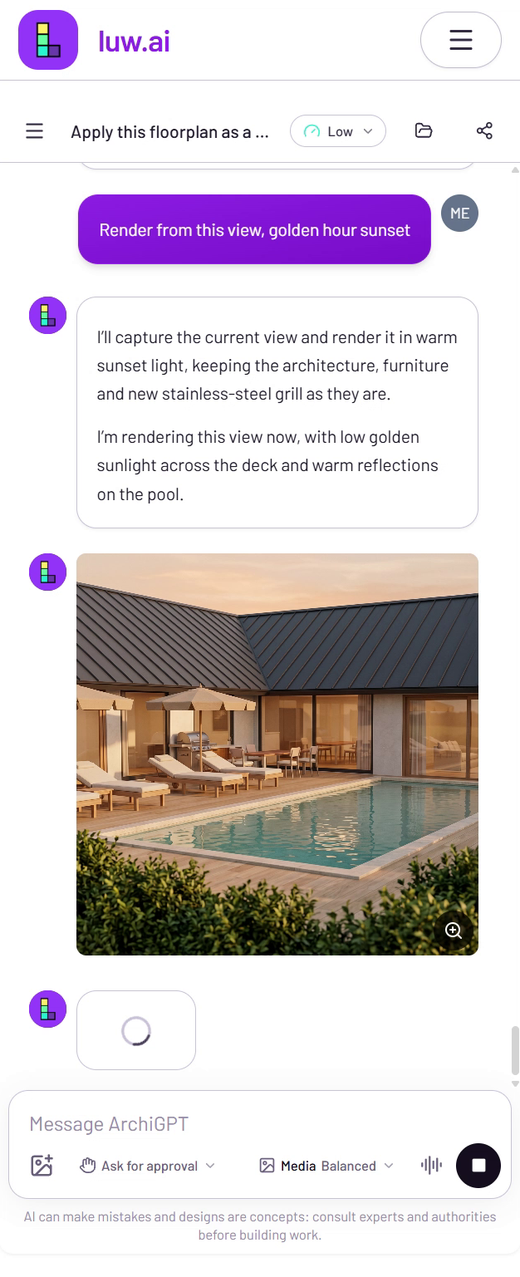 luw.ai
Apply this floorplan as a ...
Low
Render from this view, golden hour sunset
ME
I'll capture the current view and render it in warm
sunset light, keeping the architecture, furniture
and new stainless-steel grill as they are.
I'm rendering this view now, with low golden
sunlight across the deck and warm reflections
on the pool.
Message ArchiGPT
Ask for approval
Media Balanced
AI can make mistakes and designs are concepts: consult experts and authorities
before building work.